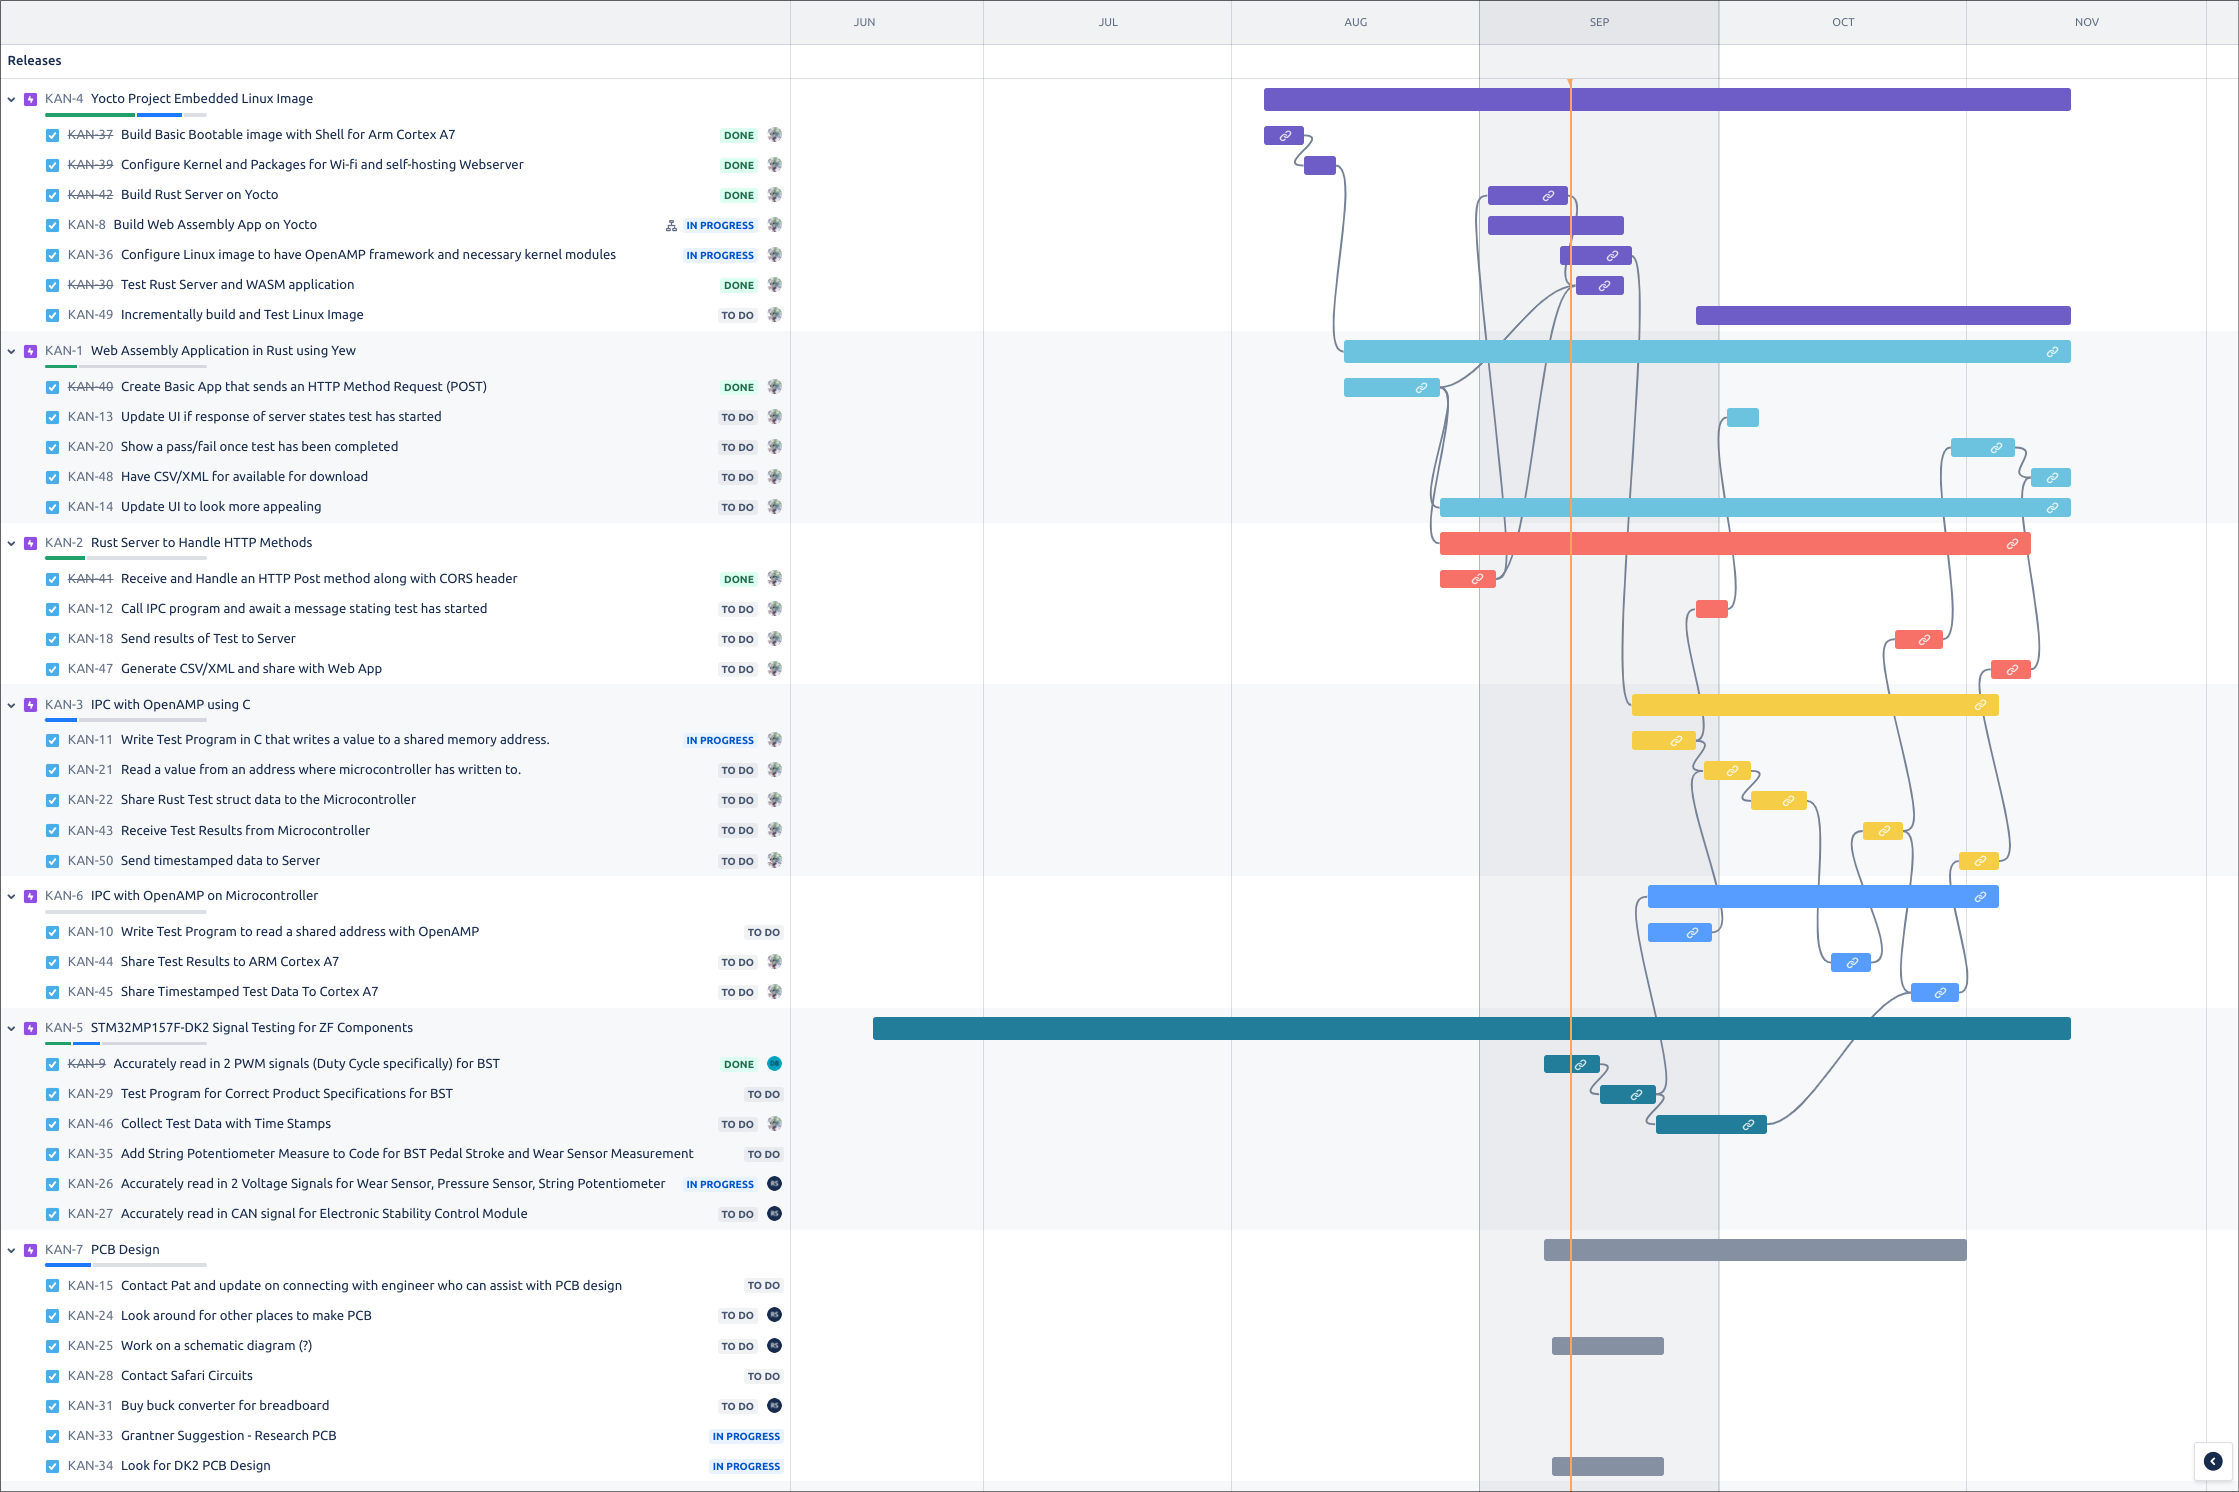 JUN JUL AUG SEP OCT NOV
Releases
KAN-4 Yocto Project Embedded Linux Image
KAN-37 Build Basic Bootable image with Shell for Arm Cortex A7 DONE
KAN-39 Configure Kernel and Packages for Wi-fi and self-hosting Webserver DONE
KAN-42 Build Rust Server on Yocto DONE
KAN-8 Build Web Assembly App on Yocto IN PROGRESS
KAN-36 Configure Linux image to have OpenAMP framework and necessary kernel modules IN PROGRESS
KAN-30 Test Rust Server and WASM application DONE
KAN-49 Incrementally build and Test Linux Image TO DO
KAN-1 Web Assembly Application in Rust using Yew
KAN-40 Create Basic App that sends an HTTP Method Request (POST) DONE
KAN-13 Update UI if response of server states test has started TO DO
KAN-20 Show a pass/fail once test has been completed TO DO
KAN-48 Have CSV/XML for available for download TO DO
KAN-14 Update UI to look more appealing TO DO
KAN-2 Rust Server to Handle HTTP Methods
KAN-41 Receive and Handle an HTTP Post method along with CORS header DONE
KAN-12 Call IPC program and await a message stating test has started TO DO
KAN-18 Send results of Test to Server TO DO
KAN-47 Generate CSV/XML and share with Web App TO DO
KAN-3 IPC with OpenAMP using C
KAN-11 Write Test Program in C that writes a value to a shared memory address. IN PROGRESS
KAN-21 Read a value from an address where microcontroller has written to. TO DO
KAN-22 Share Rust Test struct data to the Microcontroller TO DO
KAN-43 Receive Test Results from Microcontroller TO DO
KAN-50 Send timestamped data to Server TO DO
KAN-6 IPC with OpenAMP on Microcontroller
KAN-10 Write Test Program to read a shared address with OpenAMP TO DO
KAN-44 Share Test Results to ARM Cortex A7 TO DO
KAN-45 Share Timestamped Test Data To Cortex A7 TO DO
KAN-5 STM32MP157F-DK2 Signal Testing for ZF Components
KAN-9 Accurately read in 2 PWM signals (Duty Cycle specifically) for BST DONE
KAN-29 Test Program for Correct Product Specifications for BST TO DO
KAN-46 Collect Test Data with Time Stamps TO DO
KAN-35 Add String Potentiometer Measure to Code for BST Pedal Stroke and Wear Sensor Measurement TO DO
KAN-26 Accurately read in 2 Voltage Signals for Wear Sensor, Pressure Sensor, String Potentiometer IN PROGRESS RS
KAN-27 Accurately read in CAN signal for Electronic Stability Control Module TO DO RS
KAN-7 PCB Design
KAN-15 Contact Pat and update on connecting with engineer who can assist with PCB design TO DO
KAN-24 Look around for other places to make PCB TO DO RS
KAN-25 Work on a schematic diagram (?) TO DO RS
KAN-28 Contact Safari Circuits TO DO
KAN-31 Buy buck converter for breadboard TO DO RS
KAN-33 Grantner Suggestion - Research PCB IN PROGRESS
KAN-34 Look for DK2 PCB Design IN PROGRESS